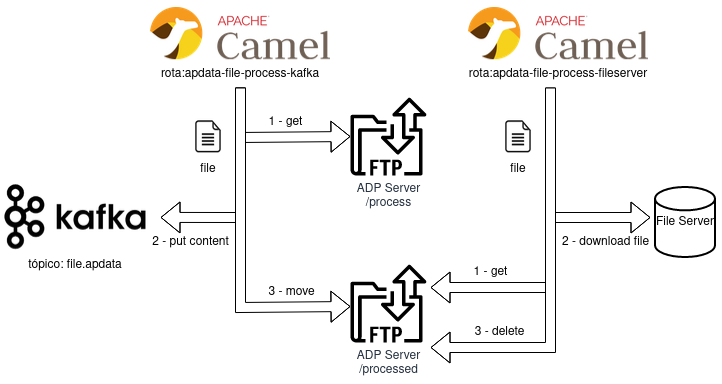 APACHE
Camel
rota:apdata-file-process-kafka
APACHE
Camel
rota:apdata-file-process-fileserver
1 - get
file
FTP
ADP Server
/process
file
kafka
2 - put content
tópico: file.apdata
2 - download file
File Server
3 - move
FTP
ADP Server
/processed
1 - get
3 - delete